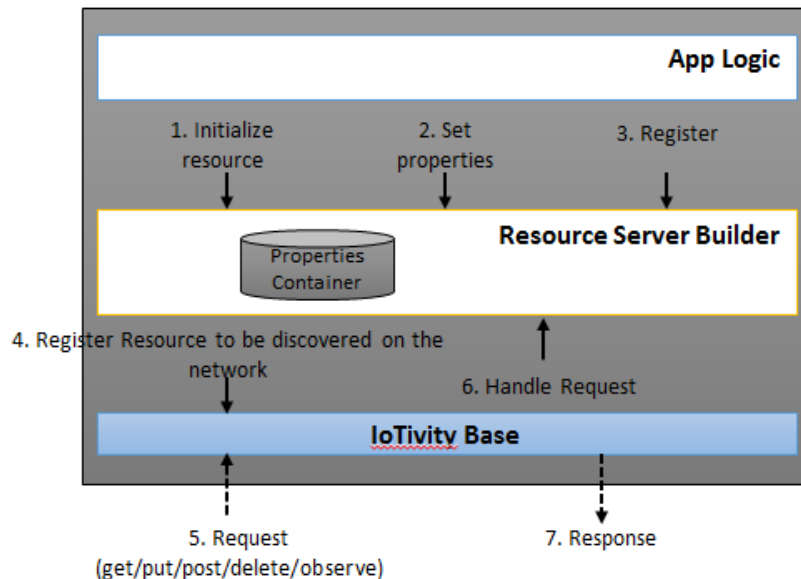 App Logic
1. Initialize
resource
2. Set
properties
3. Register
Resource Server Builder
Properties
Container
4. Register Resource to be discovered on the
network
6. Handle Request
IoTivity Base
5. Request
(get/put/post/delete/observe)
7. Response